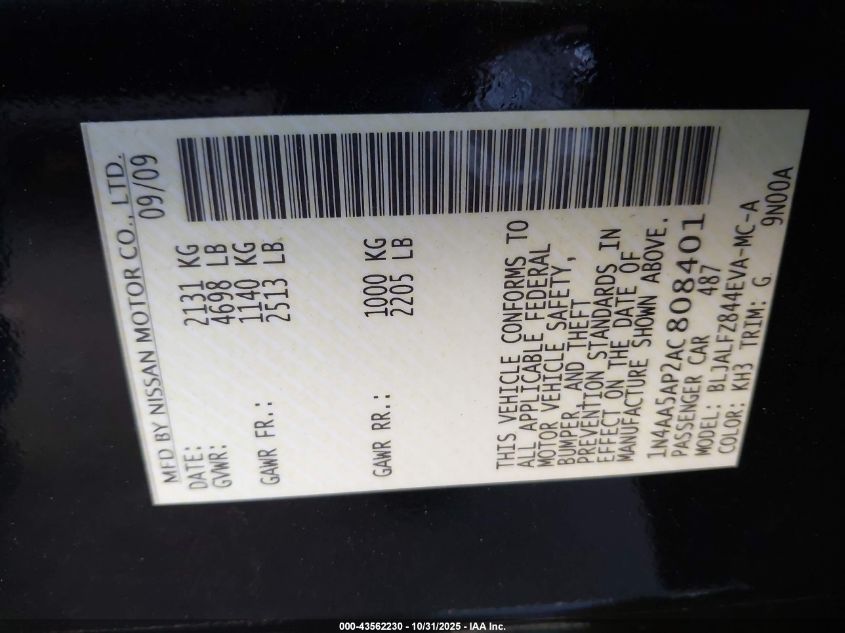 MFD BY NISSAN MOTOR CO., LTD.
DATE: 09/09
GVWR: 2131 KG
4698 LB
GAWR FR.: 1140 KG
2513 LB.
GAWR RR.: 1000 KG
2205 LB
THIS VEHICLE CONFORMS TO
ALL APPLICABLE FEDERAL
MOTOR VEHICLE SAFETY,
BUMPER, AND THEFT
PREVENTION STANDARDS IN
EFFECT ON THE DATE OF
MANUFACTURE SHOWN ABOVE.
1N4AA5AP2AC808401
PASSENGER CAR 487
MODEL: BLJALFZ844EVA-MC-A
COLOR: KH3 TRIM: G 9N00A
000-43562230 - 10/31/2025 - IAA Inc.